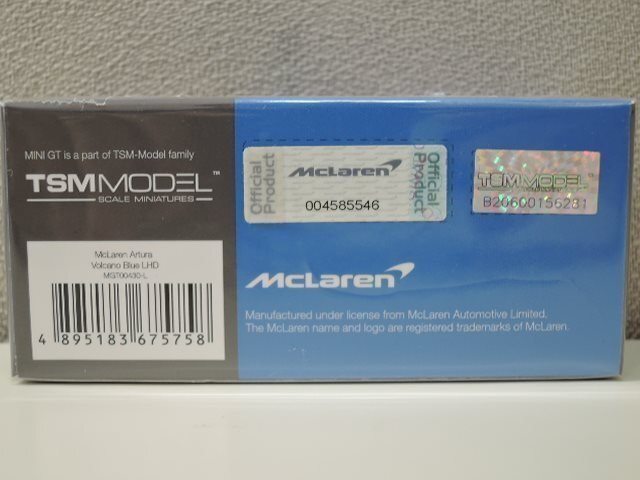 MINI GT is a part of TSM-Model family
TSMMODEL™
SCALE MINIATURES
McLaren Artura
Volcano Blue LHD
MGT00430-L
4 895183 675758
Official Product
McLaren
004585546
Official Product
TSMMODEL
B20600156281
McLaren
Manufactured under license from McLaren Automotive Limited.
The McLaren name and logo are registered trademarks of McLaren.